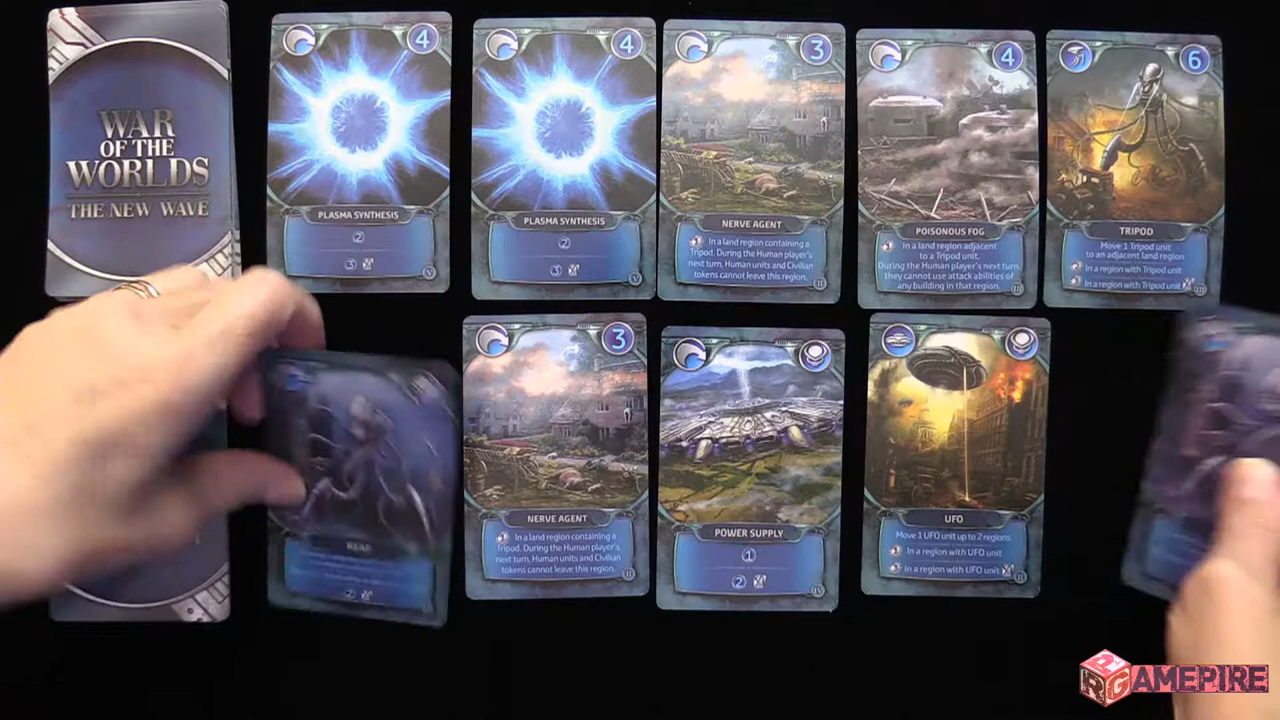 WAR
OF THE
WORLDS
THE NEW WAVE
4
PLASMA SYNTHESIS
2
3
V
4
PLASMA SYNTHESIS
2
3
V
3
NERVE AGENT
In a land region containing a
Tripod. During the Human player's
next turn, Human units and Civilian
tokens cannot leave this region.
II
4
POISONOUS FOG
In a land region adjacent
to a Tripod unit.
During the Human player's next turn,
they cannot use attack abilities of
any building in that region.
6
TRIPOD
Move 1 Tripod unit
to an adjacent land region
In a region with Tripod unit
In a region with Tripod unit
3
NERVE AGENT
In a land region containing a
Tripod. During the Human player's
next turn, Human units and Civilian
tokens cannot leave this region.
II
POWER SUPPLY
1
2
IV
UFO
Move 1 UFO unit up to 2 regions
In a region with UFO unit
In a region with UFO unit
GAMEPIRE